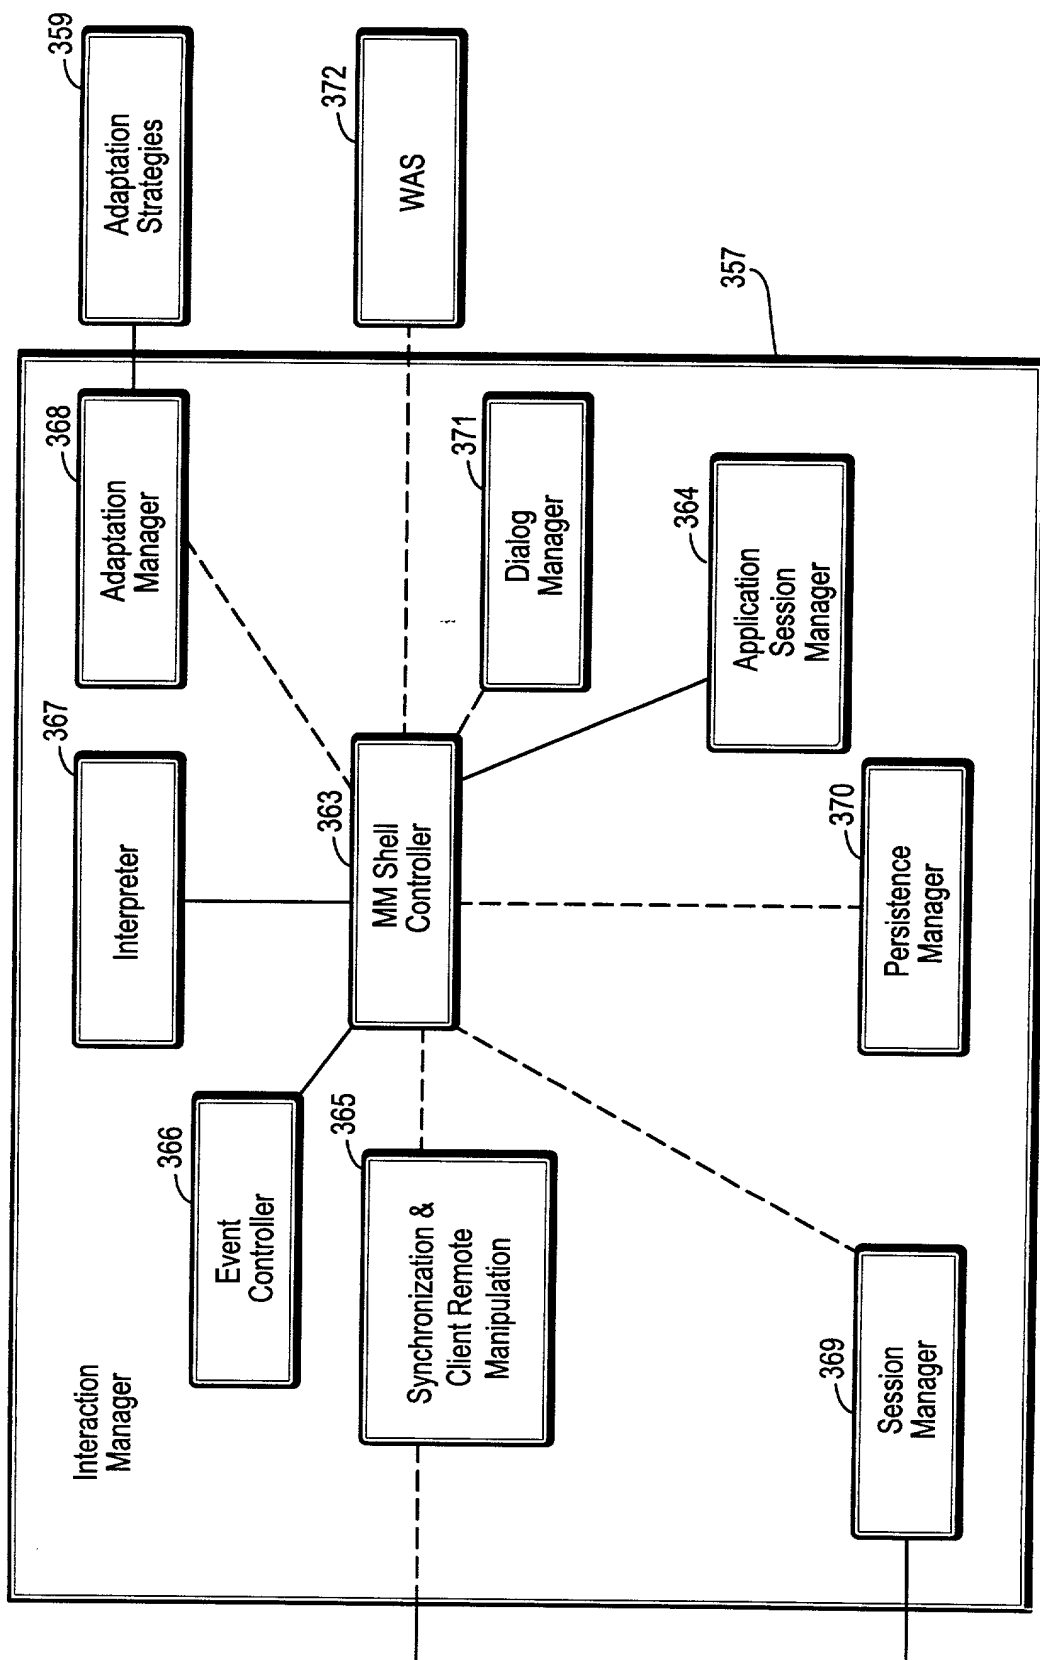 Interaction
Manager
366
Event
Controller
367
Interpreter
368
Adaptation
Manager
359
Adaptation
Strategies
365
Synchronization &
Client Remote
Manipulation
363
MM Shell
Controller
372
WAS
371
Dialog
Manager
357
364
Application
Session
Manager
369
Session
Manager
370
Persistence
Manager